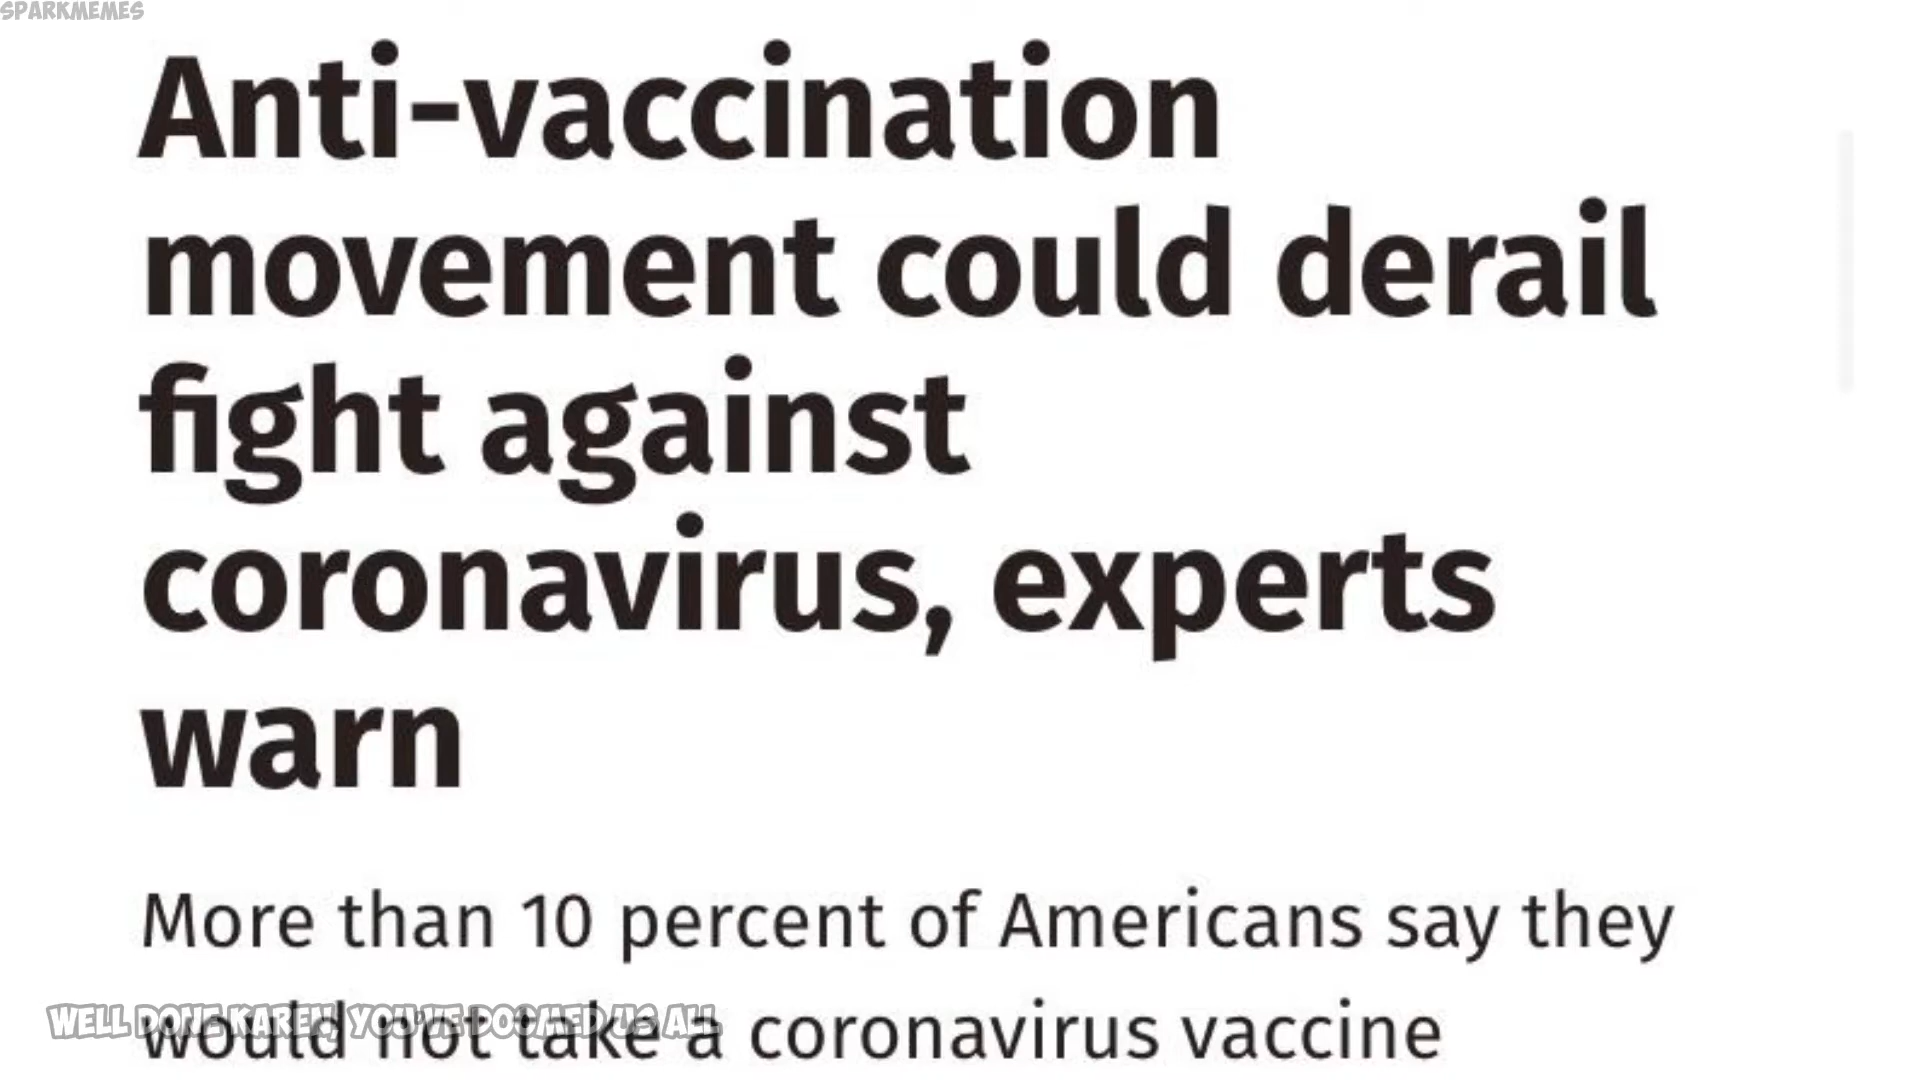 SPARKMEMES
Anti-vaccination
movement could derail
fight against
coronavirus, experts
warn
More than 10 percent of Americans say they
would not take a coronavirus vaccine
WELL DONE KAREN, YOU'VE DOOMED US ALL